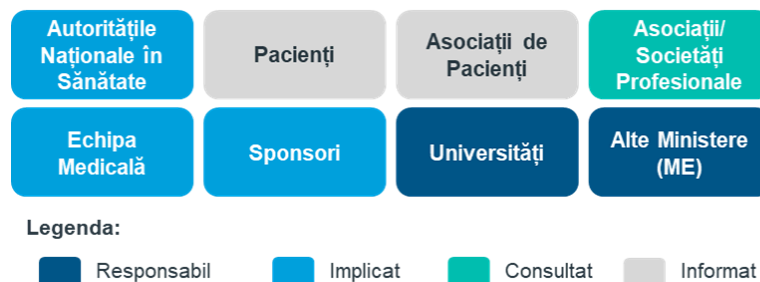 Autoritățile
Naționale în
Sănătate
Pacienți
Asociații de
Pacienți
Asociații/
Societăți
Profesionale
Echipa
Medicală
Sponsori
Universități
Alte Ministere
(ME)
Legenda:
Responsabil
Implicat
Consultat
Informat